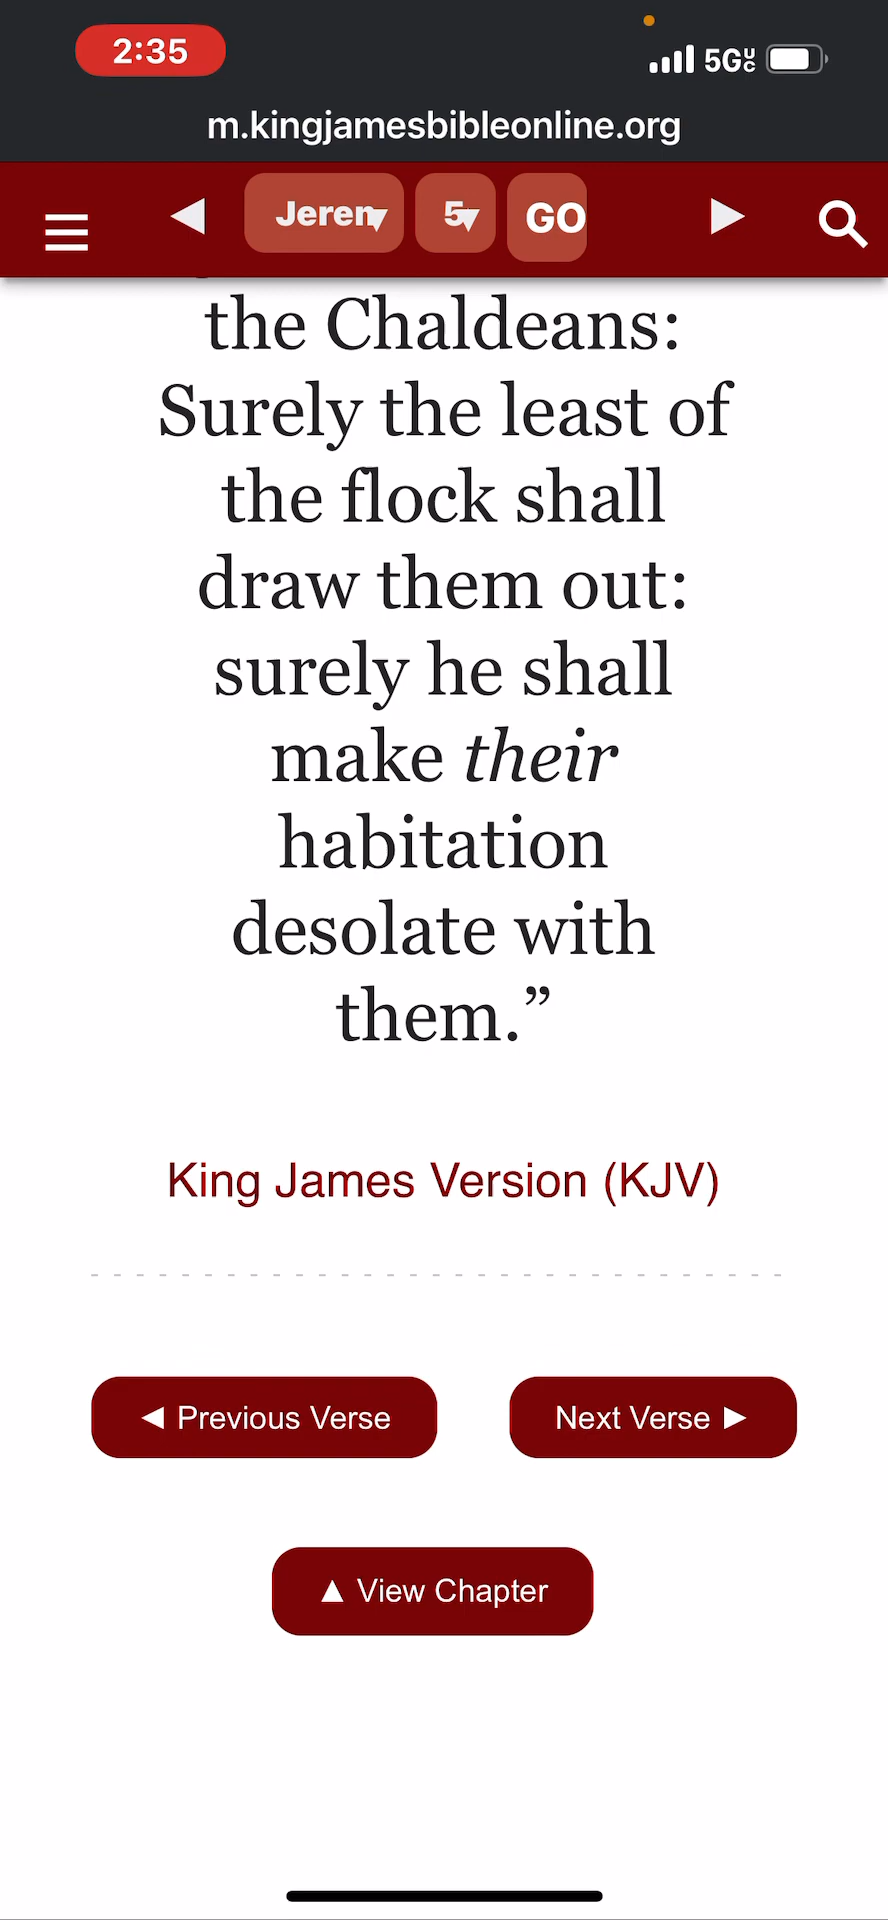 2:35
5G
m.kingjamesbibleonline.org
Jerem
5
GO
the Chaldeans:
Surely the least of
the flock shall
draw them out:
surely he shall
make their
habitation
desolate with
them.”
King James Version (KJV)
◀ Previous Verse
Next Verse ▶
▲ View Chapter